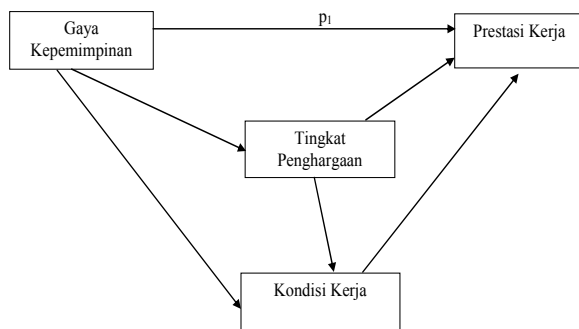 Gaya
Kepemimpinan
p1
Prestasi Kerja
Tingkat
Penghargaan
Kondisi Kerja